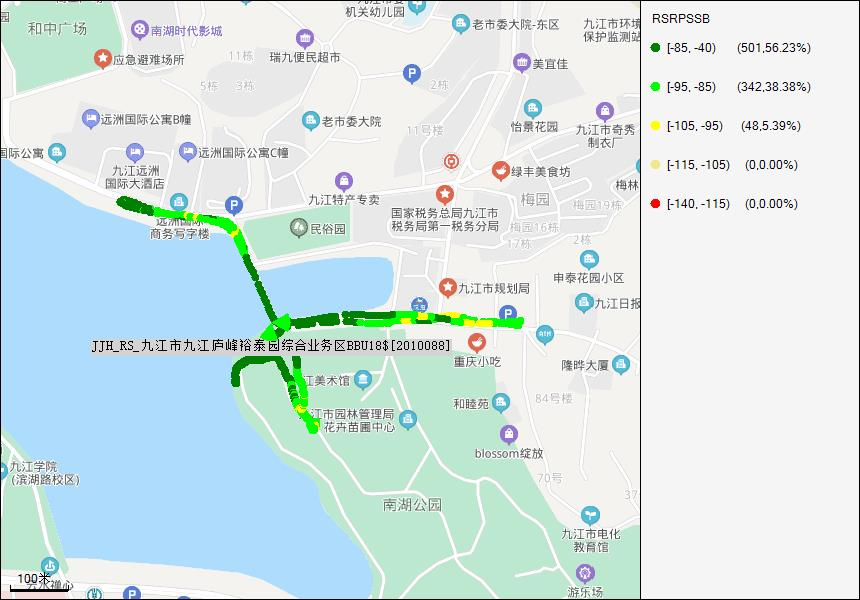 和中广场
南湖时代影城
机关幼儿园
老市委大院-东区
九江市环境
保护监测站
应急避难场所
11栋
瑞九便民超市
美宜佳
5栋
3栋
2栋
远洲国际公寓B幢
老市委大院
11号楼
怡景花园
九江市奇秀
制衣厂
国际公寓
远洲国际公寓C幢
九江远洲
国际大酒店
九江特产专卖
绿丰美食坊
梅林
梅园
国家税务总局九江市
税务局第一税务分局
梅园19栋
梅园16栋
17栋
远洲国际
商务写字楼
民俗园
2栋
申泰花园小区
九江市规划局
九江日报
ATM
JJH_RS_九江市九江庐峰裕泰园综合业务区BBU18$[2010088]
重庆小吃
隆晔大厦
江美术馆
84号楼
和睦苑
江市园林管理局
花卉苗圃中心
blossom绽放
九江学院
(滨湖路校区)
70号
37
南湖公园
九江市电化
教育馆
100米
云水禅心
游乐场
RSRPSSB
[-85, -40) (501,56.23%)
[-95, -85) (342,38.38%)
[-105, -95) (48,5.39%)
[-115, -105) (0,0.00%)
[-140, -115) (0,0.00%)